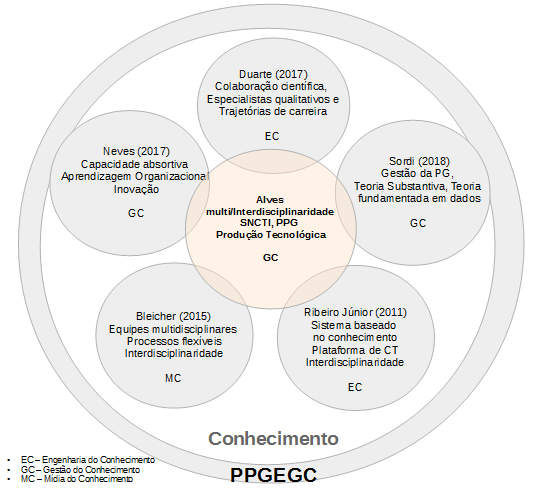 Duarte (2017)
Colaboração científica,
Especialistas qualitativos e
Trajetórias de carreira
EC
Neves (2017)
Capacidade absortiva
Aprendizagem Organizacional
Inovação
GC
Sordi (2018)
Gestão da PG,
Teoria Substantiva, Teoria
fundamentada em dados
GC
Alves
multi/Interdisciplinaridade
SNCTI, PPG
Produção Tecnológica
GC
Bleicher (2015)
Equipes multidisciplinares
Processos flexiveis
Interdisciplinaridade
MC
Ribeiro Júnior (2011)
Sistema baseado
no conhecimento
Plataforma de CT
Interdisciplinaridade
EC
Conhecimento
PPGEGC
• EC – Engenharia do Conhecimento
• GC – Gestão do Conhecimento
• MC – Mídia do Conhecimento